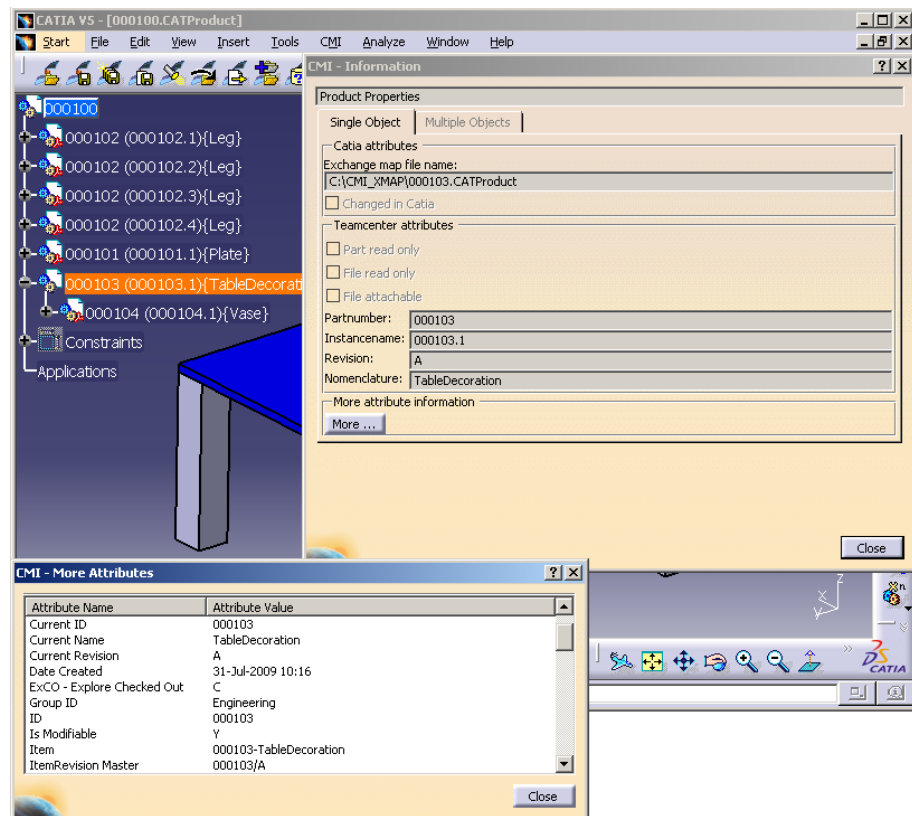 CATIA V5 - [000100.CATProduct]
Start File Edit View Insert Tools CMI Analyze Window Help
CMI - Information
Product Properties
Single Object Multiple Objects
Catia attributes
Exchange map file name:
C:\CMI_XMAP\000103.CATProduct
Changed in Catia
Teamcenter attributes
Part read only
File read only
File attachable
Partnumber: 000103
Instancename: 000103.1
Revision: A
Nomenclature: TableDecoration
More attribute information
More ...
Close
000100
000102 (000102.1){Leg}
000102 (000102.2){Leg}
000102 (000102.3){Leg}
000102 (000102.4){Leg}
000101 (000101.1){Plate}
000103 (000103.1){TableDecorati
000104 (000104.1){Vase}
Constraints
Applications
CMI - More Attributes
Attribute Name Attribute Value
Current ID 000103
Current Name TableDecoration
Current Revision A
Date Created 31-Jul-2009 10:16
ExCO - Explore Checked Out C
Group ID Engineering
ID 000103
Is Modifiable Y
Item 000103-TableDecoration
ItemRevision Master 000103/A
Close
z
x
y
DS
CATIA